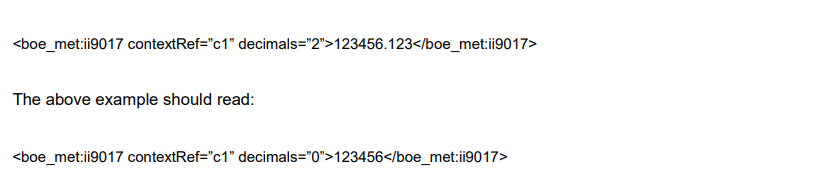 <boe_met:ii9017 contextRef=”c1” decimals=”2”>123456.123</boe_met:ii9017>
The above example should read:
<boe_met:ii9017 contextRef=”c1” decimals=”0”>123456</boe_met:ii9017>